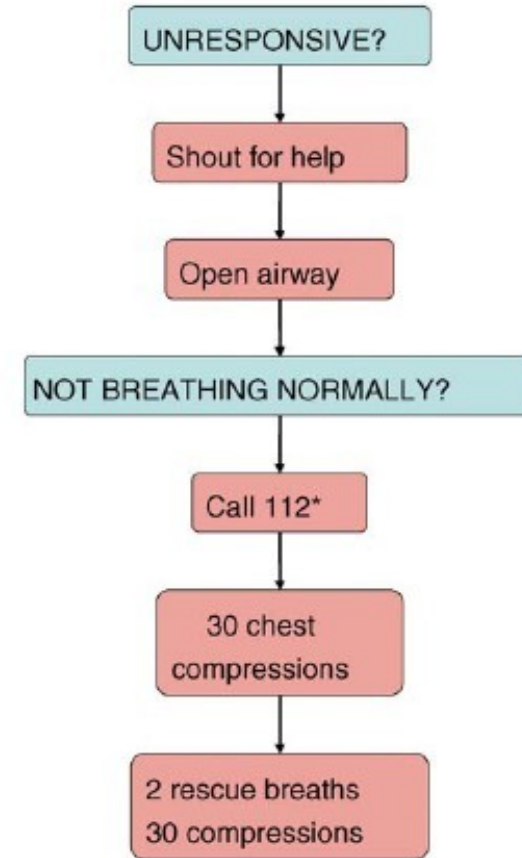 UNRESPONSIVE?
Shout for help
Open airway
NOT BREATHING NORMALLY?
Call 112*
30 chest
compressions
2 rescue breaths
30 compressions